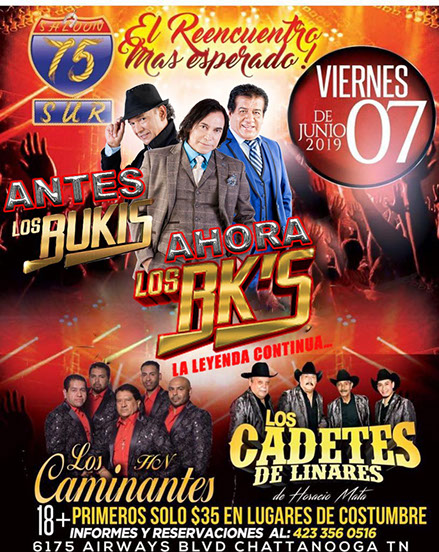 SALOON
75
SUR
El Reencuentro
Mas esperado!
VIERNES
DE
JUNIO
2019
07
ANTES
LOS BUKIS
AHORA
LOS BK'S
LA LEYENDA CONTINUA...
Los HN
Caminantes
LOS
CADETES
DE LINARES
de Horacio Mata
18+ PRIMEROS SOLO $35 EN LUGARES DE COSTUMBRE
INFORMES Y RESERVACIONES AL: 423 356 0516
6175 AIRWAYS BLVD CHATTANOOGA TN